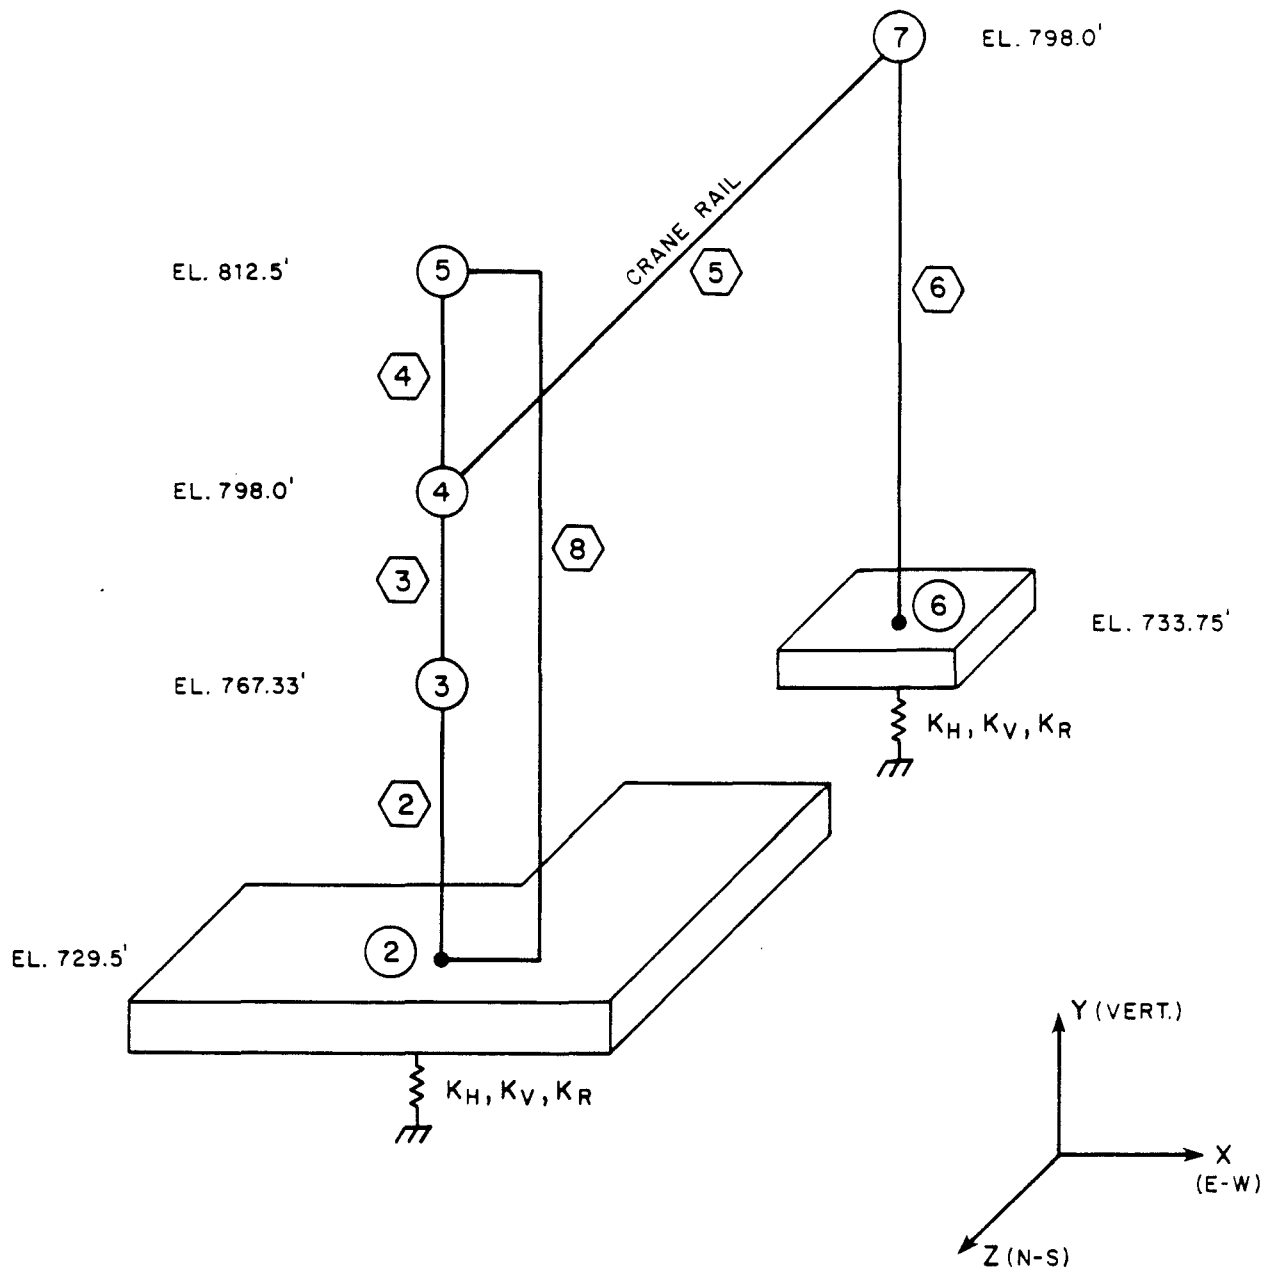 7
EL. 798.0'
CRANE RAIL
5
6
EL. 812.5'
5
4
EL. 798.0'
4
8
3
6
EL. 733.75'
EL. 767.33'
3
KH, KV, KR
2
2
EL. 729.5'
KH, KV, KR
Y (VERT.)
X
(E-W)
Z (N-S)